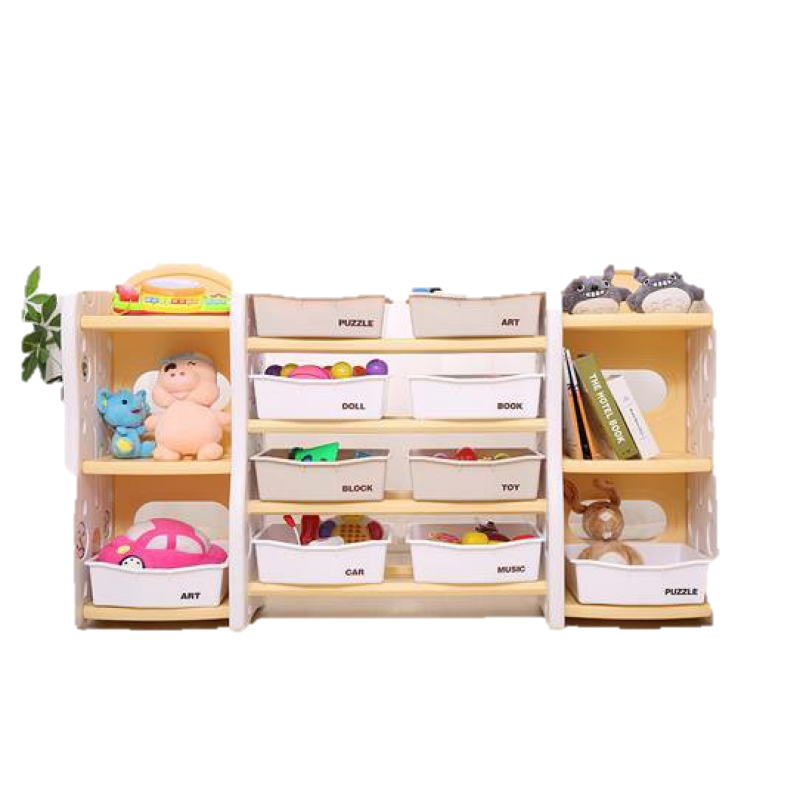 PUZZLE
ART
DOLL
BOOK
BLOCK
TOY
CAR
MUSIC
ART
PUZZLE
THE HOTEL BOOK